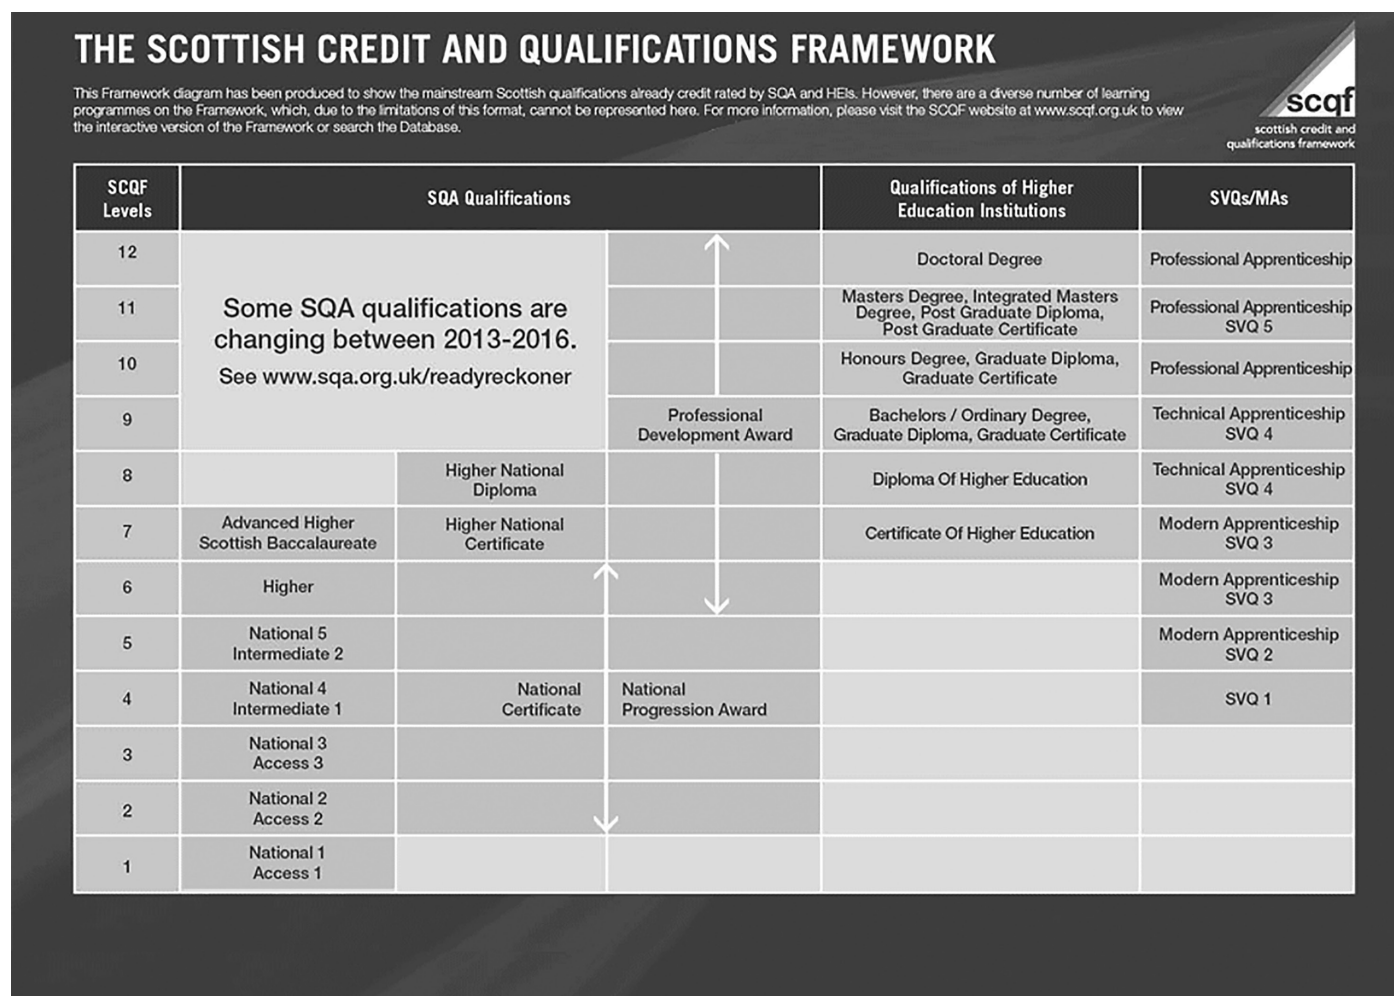 THE SCOTTISH CREDIT AND QUALIFICATIONS FRAMEWORK
This Framework diagram has been produced to show the mainstream Scottish qualifications already credit rated by SQA and HEIs. However, there are a diverse number of learning
programmes on the Framework, which, due to the limitations of this format, cannot be represented here. For more information, please visit the SCQF website at www.scqf.org.uk to view
the interactive version of the Framework or search the Database.
scqf
scottish credit and
qualifications framework
SCQF
Levels
SQA Qualifications
Qualifications of Higher
Education Institutions
SVQs/MAs
12
Doctoral Degree
Professional Apprenticeship
Some SQA qualifications are
changing between 2013-2016.
See www.sqa.org.uk/readyreckoner
11
Masters Degree, Integrated Masters
Degree, Post Graduate Diploma,
Post Graduate Certificate
Professional Apprenticeship
SVQ 5
10
Honours Degree, Graduate Diploma,
Graduate Certificate
Professional Apprenticeship
9
Professional
Development Award
Bachelors / Ordinary Degree,
Graduate Diploma, Graduate Certificate
Technical Apprenticeship
SVQ 4
8
Higher National
Diploma
Diploma Of Higher Education
Technical Apprenticeship
SVQ 4
7
Advanced Higher
Scottish Baccalaureate
Higher National
Certificate
Certificate Of Higher Education
Modern Apprenticeship
SVQ 3
6
Higher
Modern Apprenticeship
SVQ 3
5
National 5
Intermediate 2
Modern Apprenticeship
SVQ 2
4
National 4
Intermediate 1
National
Certificate
National
Progression Award
SVQ 1
3
National 3
Access 3
2
National 2
Access 2
1
National 1
Access 1